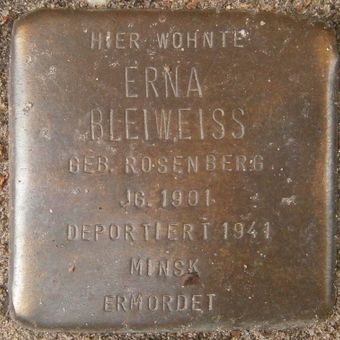 HIER WOHNTE
ERNA
BLEIWEISS
GEB. ROSENBERG
JG. 1901
DEPORTIERT 1941
MINSK
ERMORDET